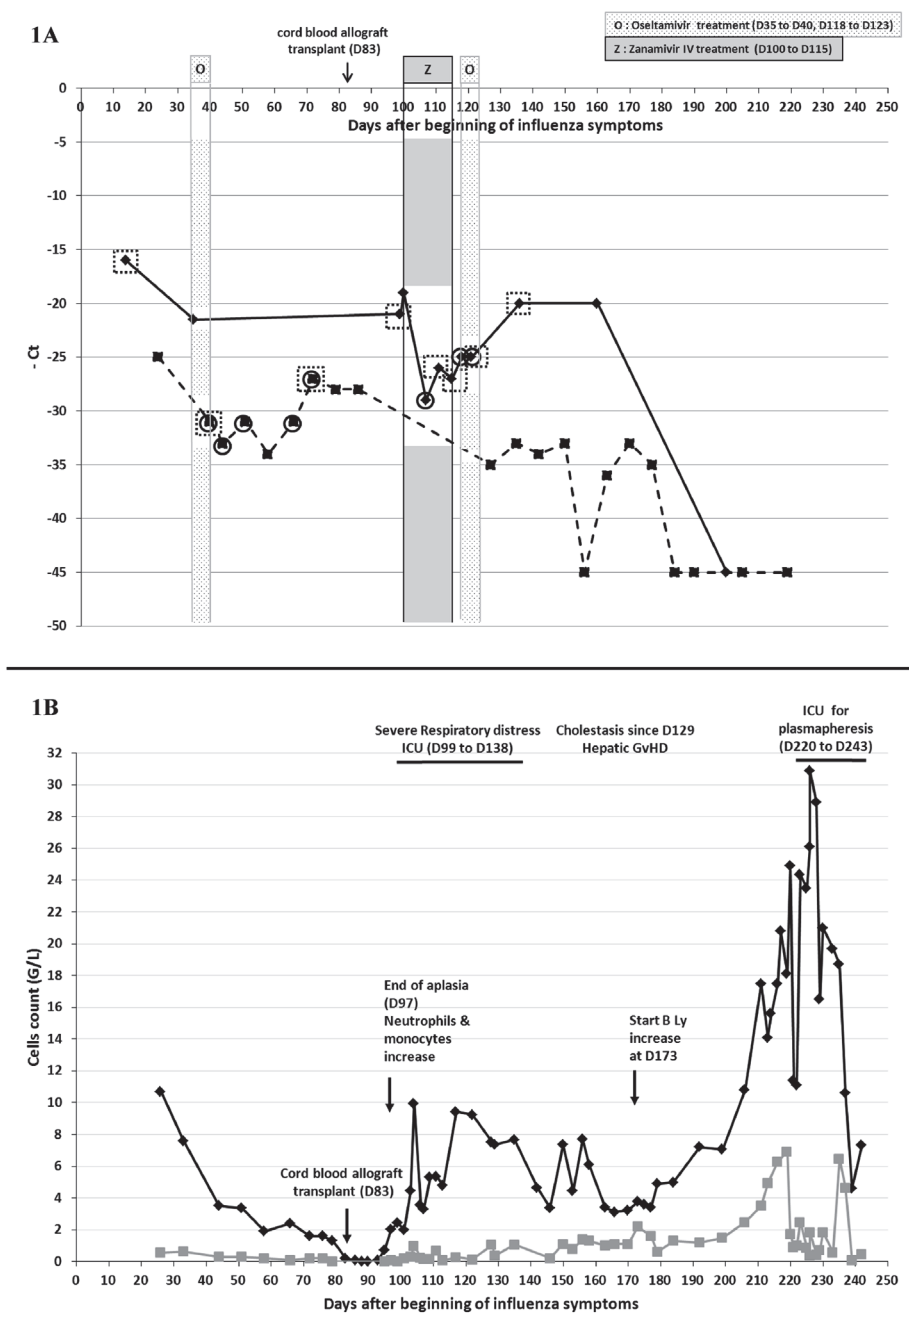 1A
cord blood allograft
transplant (D83)
O : Oseltamivir treatment (D35 to D40, D118 to D123)
Z : Zanamivir IV treatment (D100 to D115)
O
Z
O
0
0 10 20 30 40 50 60 70 80 90 100 110 120 130 140 150 160 170 180 190 200 210 220 230 240 250
Days after beginning of influenza symptoms
-5
-10
-15
-20
-25
-30
-35
-40
-45
-50
- Ct
1B
Severe Respiratory distress
ICU (D99 to D138)
Cholestasis since D129
Hepatic GvHD
ICU for
plasmapheresis
(D220 to D243)
32
30
28
26
24
22
20
18
16
14
12
10
8
6
4
2
0
Cells count (G/L)
End of aplasia
(D97)
Neutrophils &
monocytes
increase
Start B Ly
increase
at D173
Cord blood allograft
transplant (D83)
0 10 20 30 40 50 60 70 80 90 100 110 120 130 140 150 160 170 180 190 200 210 220 230 240 250
Days after beginning of influenza symptoms